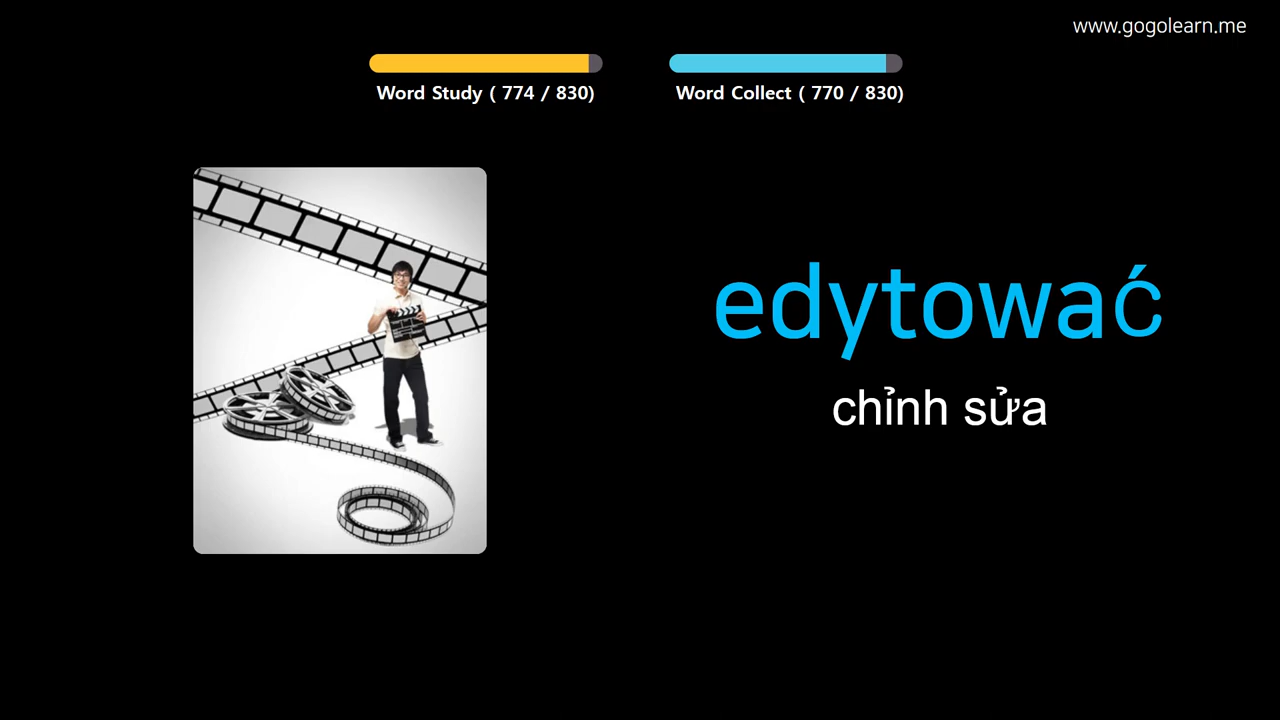 www.gogolearn.me
Word Study ( 774 / 830)
Word Collect ( 770 / 830)
edytować
chỉnh sửa